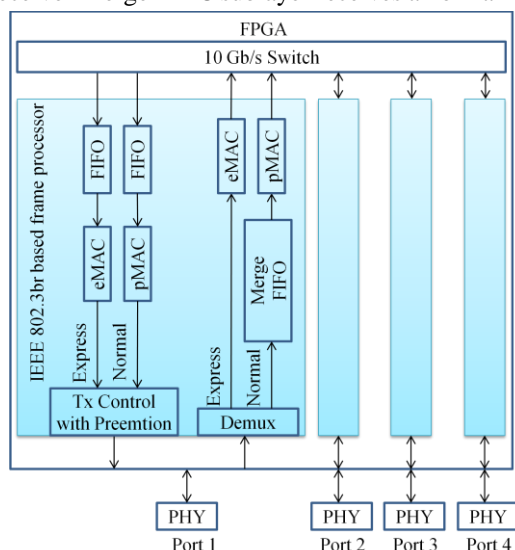 FPGA
10 Gb/s Switch
IEEE 802.3br based frame processor
FIFO
FIFO
eMAC
pMAC
eMAC
pMAC
Merge
FIFO
Express
Normal
Express
Normal
Tx Control
with Preemtion
Demux
PHY
PHY
PHY
PHY
Port 1
Port 2
Port 3
Port 4